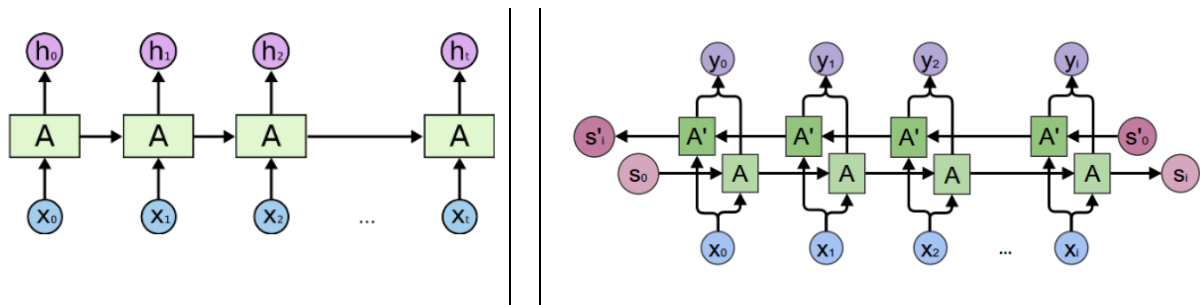 h₀ h₁ h₂ hₜ
A A A A
x₀ x₁ x₂ ... xₜ
y₀ y₁ y₂ yᵢ
s'ᵢ A' A' A' A' s'₀
s₀ A A A A sᵢ
x₀ x₁ x₂ ... xᵢ